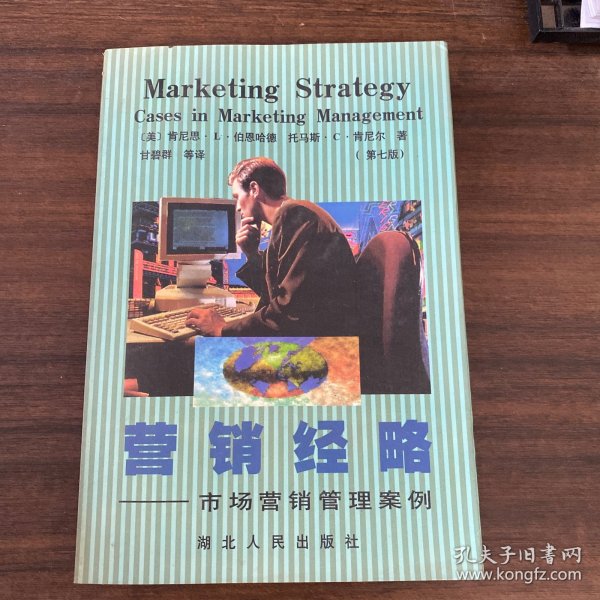 Marketing Strategy
Cases in Marketing Management
〔美〕肯尼思·L·伯恩哈德 托马斯·C·肯尼尔 著
甘碧群 等译 (第七版)
营销经略
——市场营销管理案例
湖北人民出版社
孔夫子旧书网
www.kongfz.com